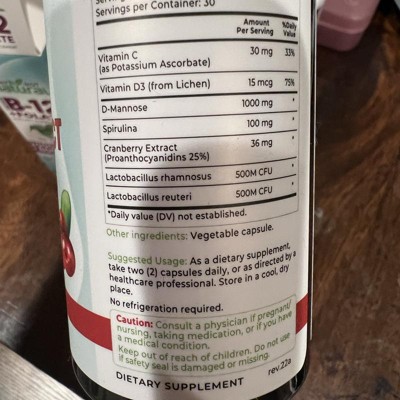 Servings per Container: 30
Amount Per Serving
%Daily Value
Vitamin C
(as Potassium Ascorbate) 30 mg 33%
Vitamin D3 (from Lichen) 15 mcg 75%
D-Mannose 1000 mg *
Spirulina 100 mg *
Cranberry Extract
(Proanthocyanidins 25%) 36 mg *
Lactobacillus rhamnosus 500M CFU *
Lactobacillus reuteri 500M CFU *
*Daily value (DV) not established.
Other ingredients: Vegetable capsule.
Suggested Usage: As a dietary supplement,
take two (2) capsules daily, or as directed by a
healthcare professional. Store in a cool, dry
place.
No refrigeration required.
Caution: Consult a physician if pregnant/
nursing, taking medication, or if you have
a medical condition.
Keep out of reach of children. Do not use
if safety seal is damaged or missing.
DIETARY SUPPLEMENT
rev.22a
B-12